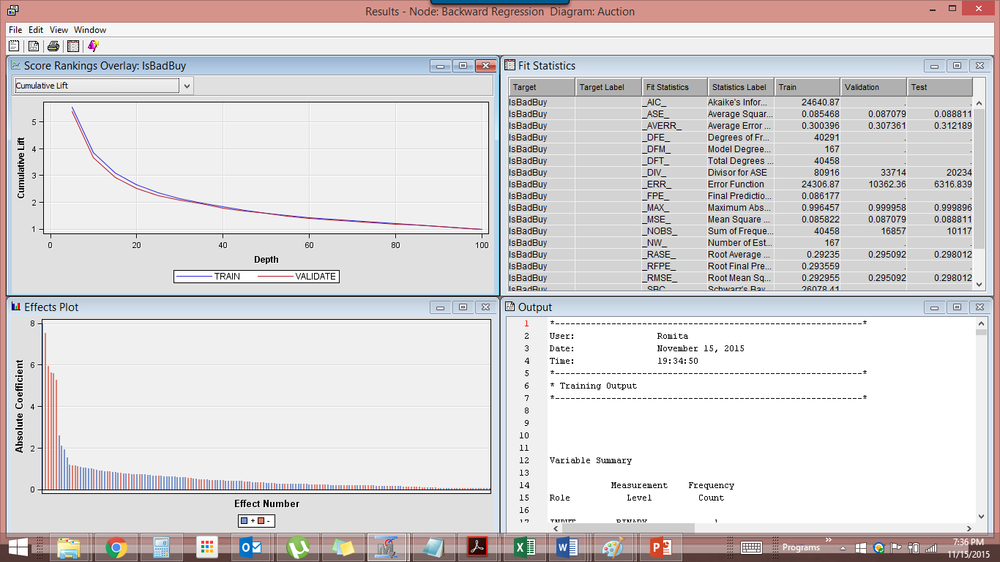 Results - Node: Backward Regression Diagram: Auction
File Edit View Window
Score Rankings Overlay: IsBadBuy
Cumulative Lift
Cumulative Lift
5
4
3
2
1
0 20 40 60 80 100
Depth
TRAIN VALIDATE
Fit Statistics
Target Target Label Fit Statistics Statistics Label Train Validation Test
IsBadBuy _AIC_ Akaike's Infor... 24640.87 . .
IsBadBuy _ASE_ Average Squar... 0.085468 0.087079 0.088811
IsBadBuy _AVERR_ Average Error ... 0.300396 0.307361 0.312189
IsBadBuy _DFE_ Degrees of Fr... 40291 . .
IsBadBuy _DFM_ Model Degree... 167 . .
IsBadBuy _DFT_ Total Degrees ... 40458 . .
IsBadBuy _DIV_ Divisor for ASE 80916 33714 20234
IsBadBuy _ERR_ Error Function 24306.87 10362.36 6316.839
IsBadBuy _FPE_ Final Predictio... 0.086177 . .
IsBadBuy _MAX_ Maximum Abs... 0.996457 0.999958 0.999896
IsBadBuy _MSE_ Mean Square ... 0.085822 0.087079 0.088811
IsBadBuy _NOBS_ Sum of Freque... 40458 16857 10117
IsBadBuy _NW_ Number of Est... 167 . .
IsBadBuy _RASE_ Root Average ... 0.29235 0.295092 0.298012
IsBadBuy _RFPE_ Root Final Pre... 0.293559 . .
IsBadBuy _RMSE_ Root Mean Sq... 0.292955 0.295092 0.298012
IsBadBuy _SBC_ Schwarz's Bay... 26078.41
Effects Plot
Absolute Coefficient
8
6
4
2
0
Effect Number
+ -
Output
1 *------------------------------------------------------------*
2 User: Romita
3 Date: November 15, 2015
4 Time: 19:34:50
5 *------------------------------------------------------------*
6 * Training Output
7 *------------------------------------------------------------*
8
9
10
11
12 Variable Summary
13
14 Measurement Frequency
15 Role Level Count
16
17 INPUT BINARY 1
Programs
7:36 PM
11/15/2015